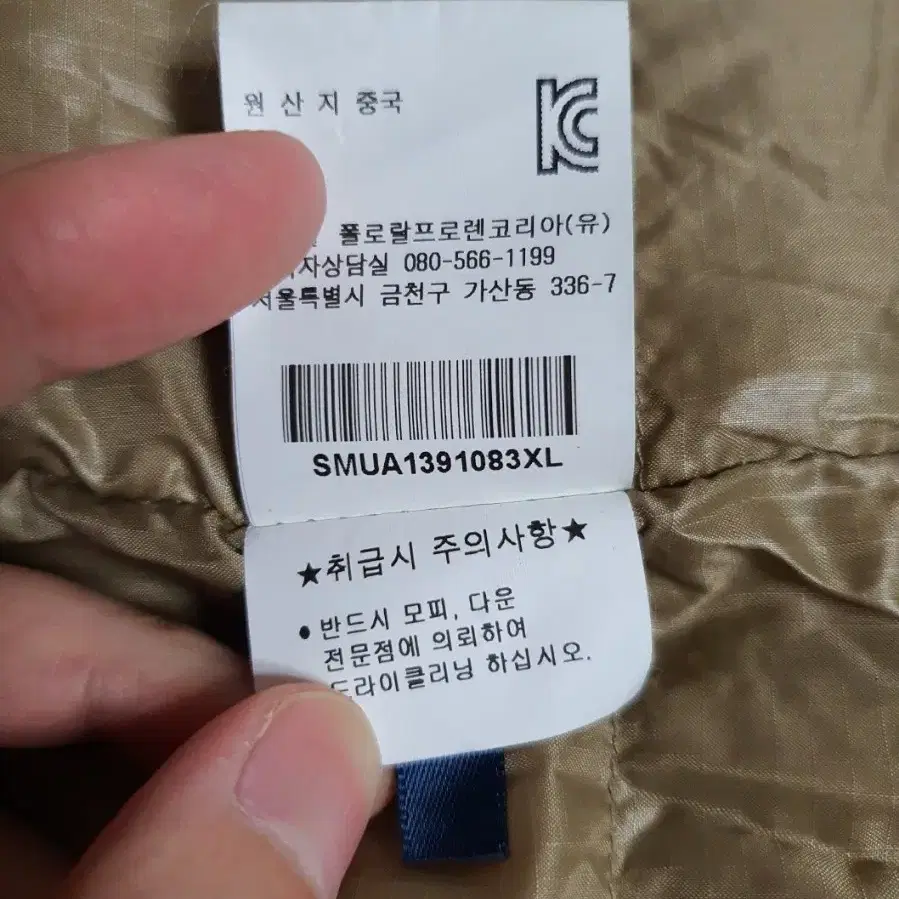 원 산 지 중국
KC
폴로랄프로렌코리아(유)
자상담실 080-566-1199
서울특별시 금천구 가산동 336-7
SMUA1391083XL
★취급시 주의사항★
• 반드시 모피, 다운
전문점에 의뢰하여
드라이클리닝 하십시오.